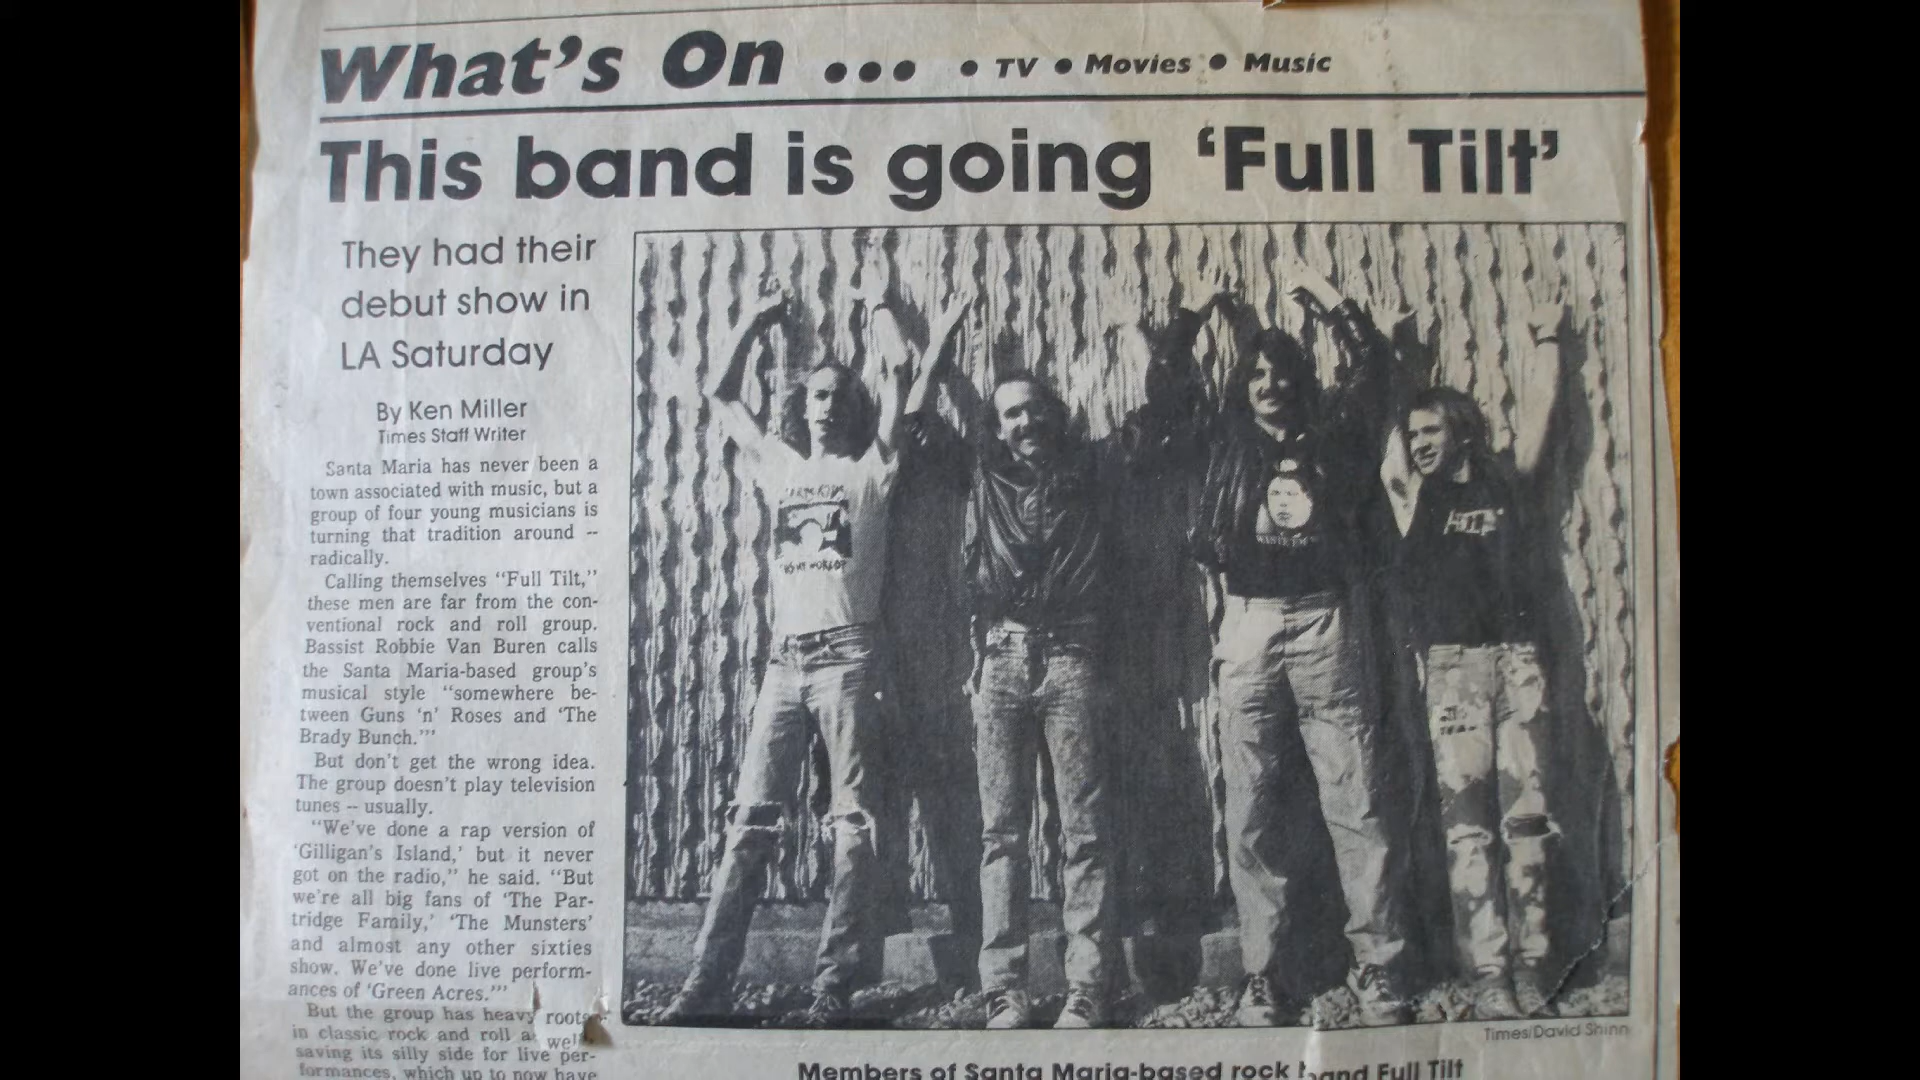 What's On ... • TV • Movies • Music
This band is going 'Full Tilt'
They had their
debut show in
LA Saturday
By Ken Miller
Times Staff Writer
Santa Maria has never been a
town associated with music, but a
group of four young musicians is
turning that tradition around --
radically.
Calling themselves "Full Tilt,"
these men are far from the con-
ventional rock and roll group.
Bassist Robbie Van Buren calls
the Santa Maria-based group's
musical style "somewhere be-
tween Guns 'n' Roses and 'The
Brady Bunch.'"
But don't get the wrong idea.
The group doesn't play television
tunes -- usually.
"We've done a rap version of
'Gilligan's Island,' but it never
got on the radio," he said. "But
we're all big fans of 'The Par-
tridge Family,' 'The Munsters'
and almost any other sixties
show. We've done live perform-
ances of 'Green Acres.'"
But the group has heavy roots
in classic rock and roll as well
saving its silly side for live per-
formances, which up to now have
Times/David Shinn
Members of Santa Maria-based rock band Full Tilt